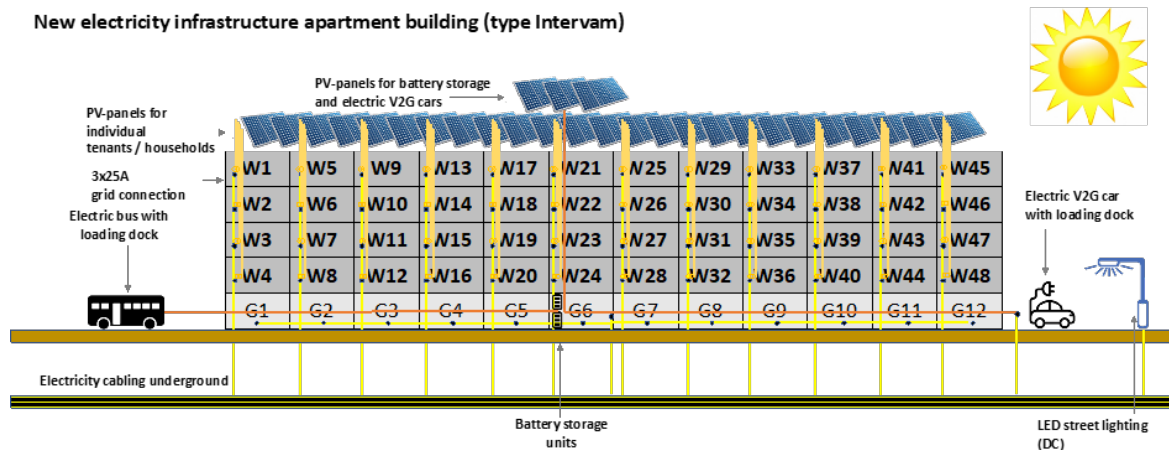 New electricity infrastructure apartment building (type Intervam)
PV-panels for battery storage
and electric V2G cars
PV-panels for
individual
tenants / households
3x25A
grid connection
Electric bus with
loading dock
W1 W5 W9 W13 W17 W21 W25 W29 W33 W37 W41 W45
W2 W6 W10 W14 W18 W22 W26 W30 W34 W38 W42 W46
W3 W7 W11 W15 W19 W23 W27 W31 W35 W39 W43 W47
W4 W8 W12 W16 W20 W24 W28 W32 W36 W40 W44 W48
G1 G2 G3 G4 G5 G6 G7 G8 G9 G10 G11 G12
Electric V2G car
with loading dock
Electricity cabling underground
Battery storage
units
LED street lighting
(DC)